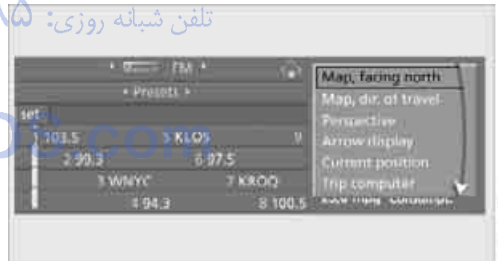 تلفن شبانه روزی:
FM
Presets
set
1 103.5 5 KLOS 9
2 99.3 6 97.5
3 WNYC 7 KROQ
4 94.3 8 100.5
Map, facing north
Map, dir. of travel
Perspective
Arrow display
Current position
Trip computer